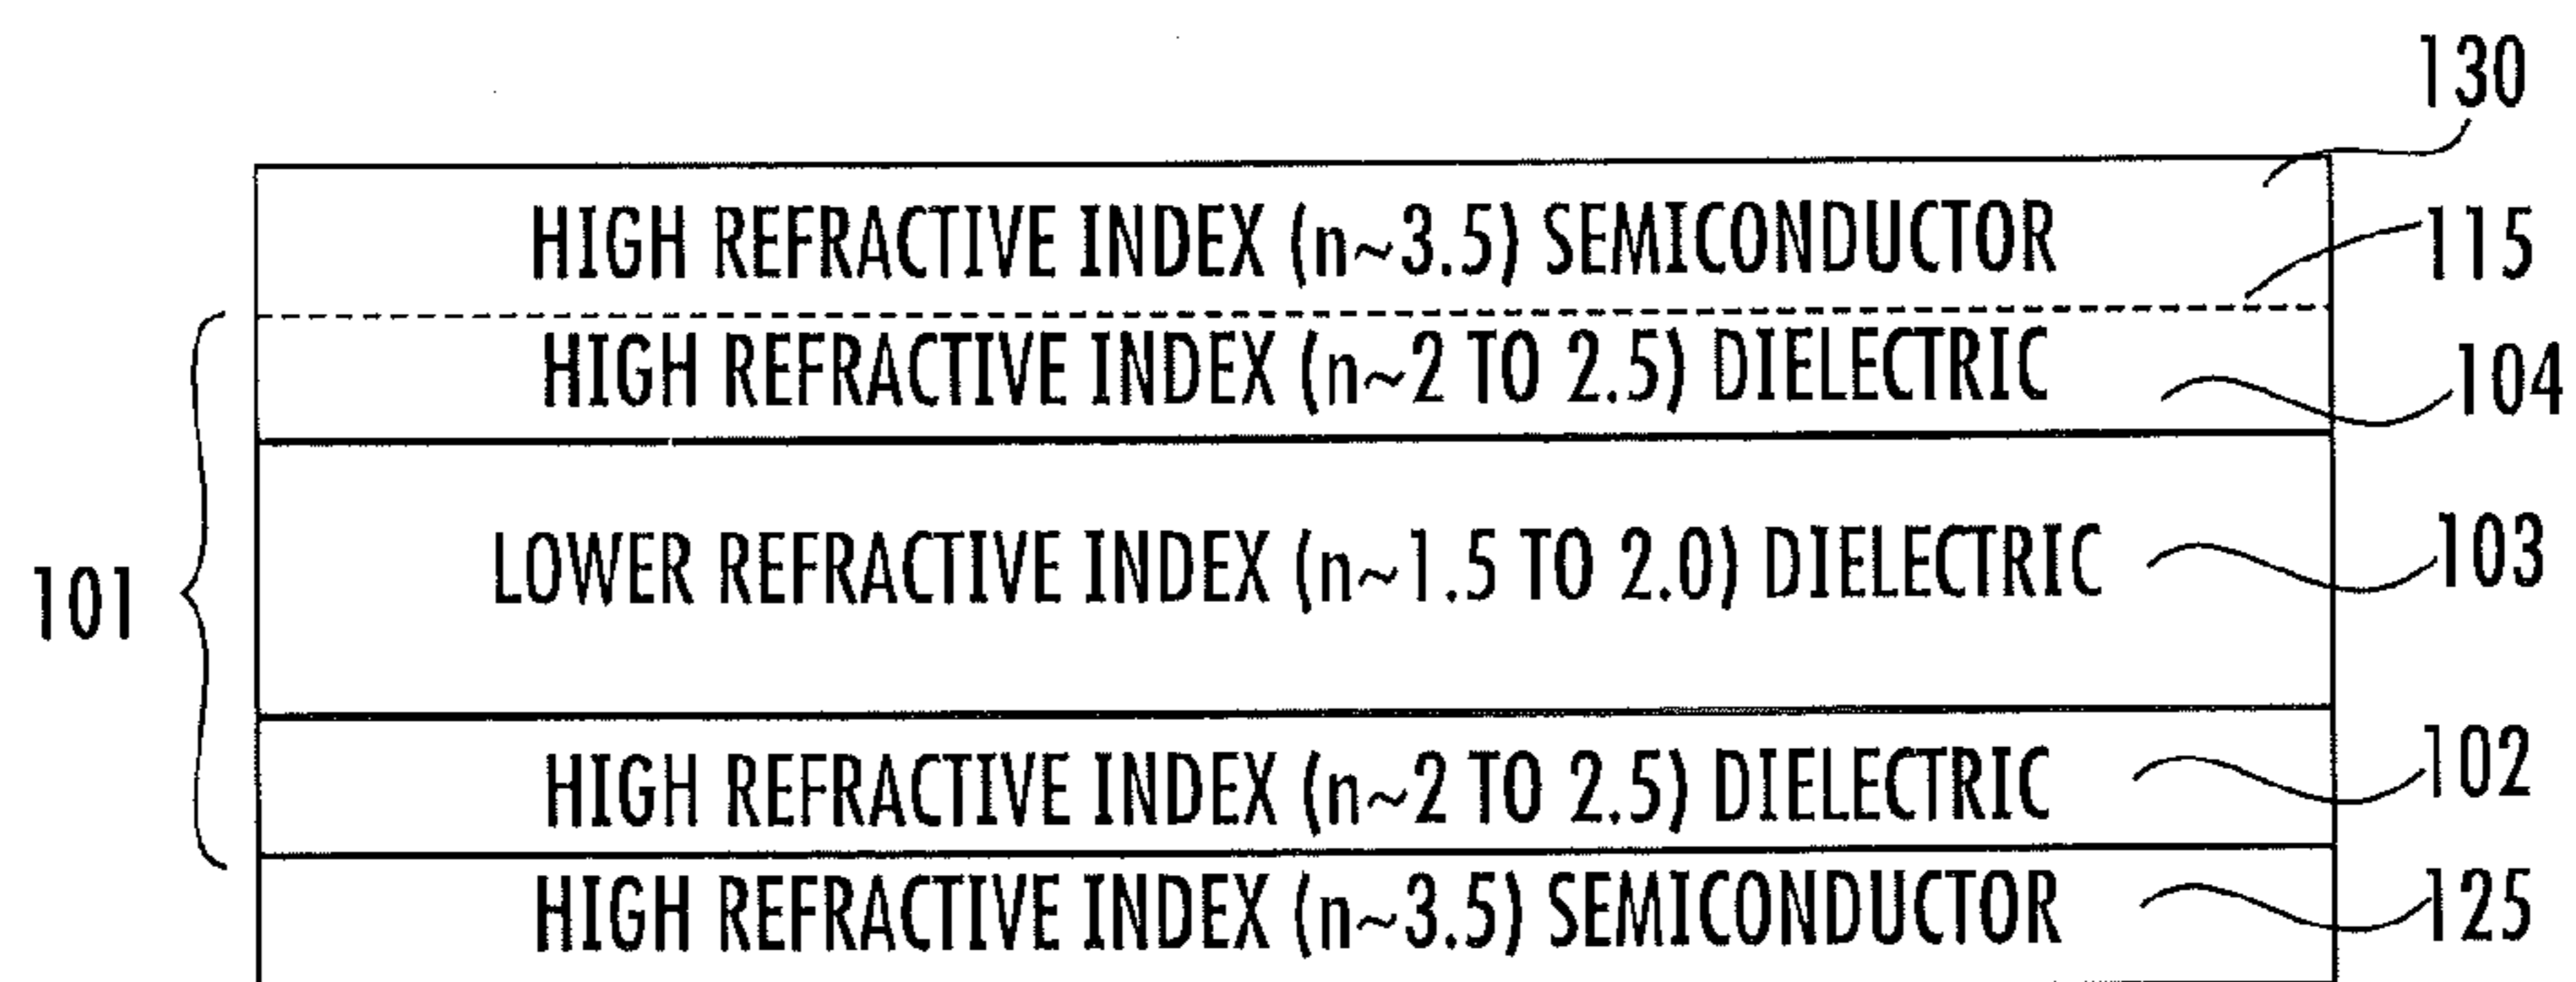 130
HIGH REFRACTIVE INDEX (n~3.5) SEMICONDUCTOR
115
HIGH REFRACTIVE INDEX (n~2 TO 2.5) DIELECTRIC
104
LOWER REFRACTIVE INDEX (n~1.5 TO 2.0) DIELECTRIC
103
101
HIGH REFRACTIVE INDEX (n~2 TO 2.5) DIELECTRIC
102
HIGH REFRACTIVE INDEX (n~3.5) SEMICONDUCTOR
125